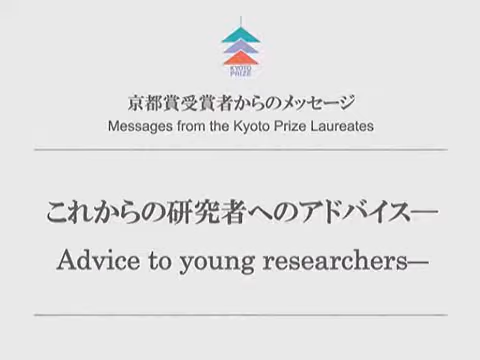 KYOTO
PRIZE
京都賞受賞者からのメッセージ
Messages from the Kyoto Prize Laureates
これからの研究者へのアドバイス―
Advice to young researchers―